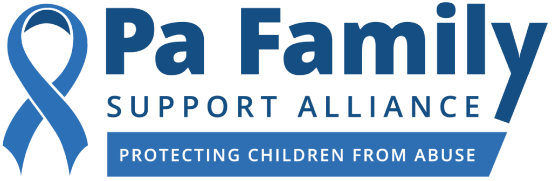 Pa Family
SUPPORT ALLIANCE
PROTECTING CHILDREN FROM ABUSE